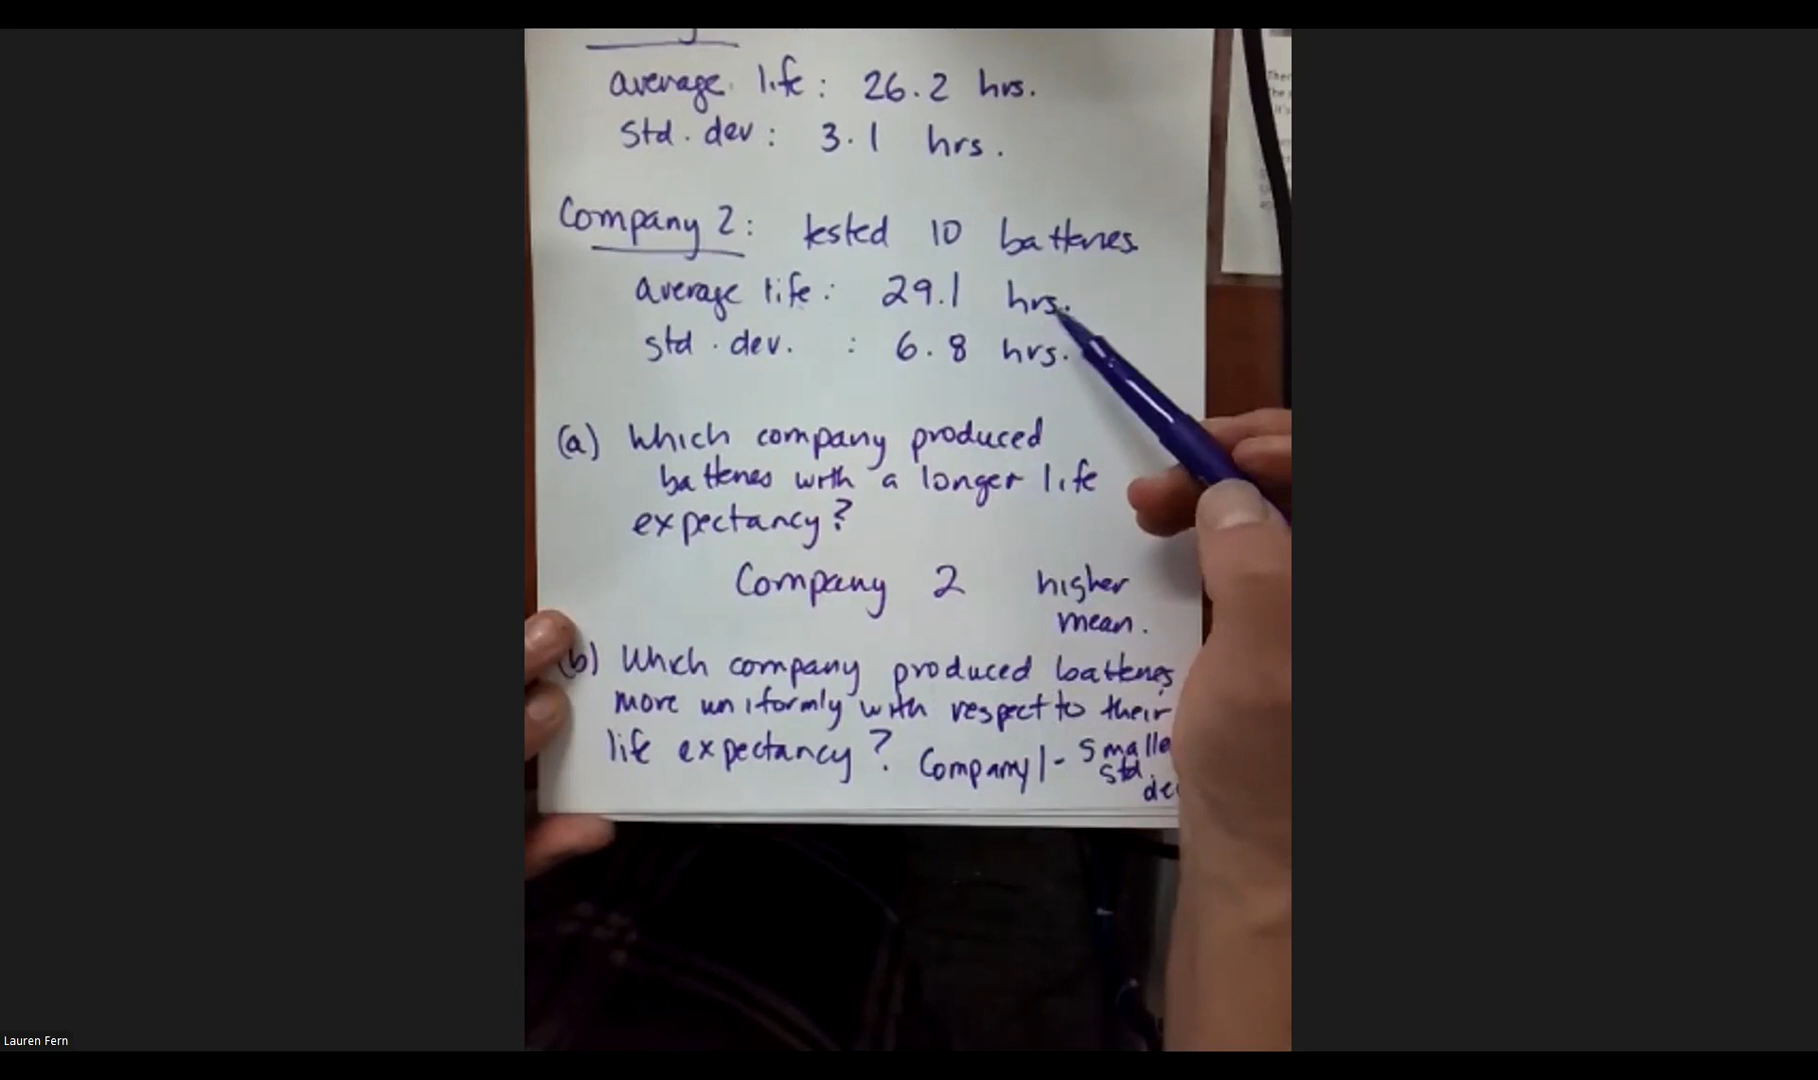 average life: 26.2 hrs.
std. dev: 3.1 hrs.
Company 2: tested 10 batteries
average life: 29.1 hrs.
std. dev. : 6.8 hrs.
(a) Which company produced
batteries with a longer life
expectancy?
Company 2 higher
mean.
(b) Which company produced batteries
more uniformly with respect to their
life expectancy? Company 1 - smalle
std.
de
Lauren Fern